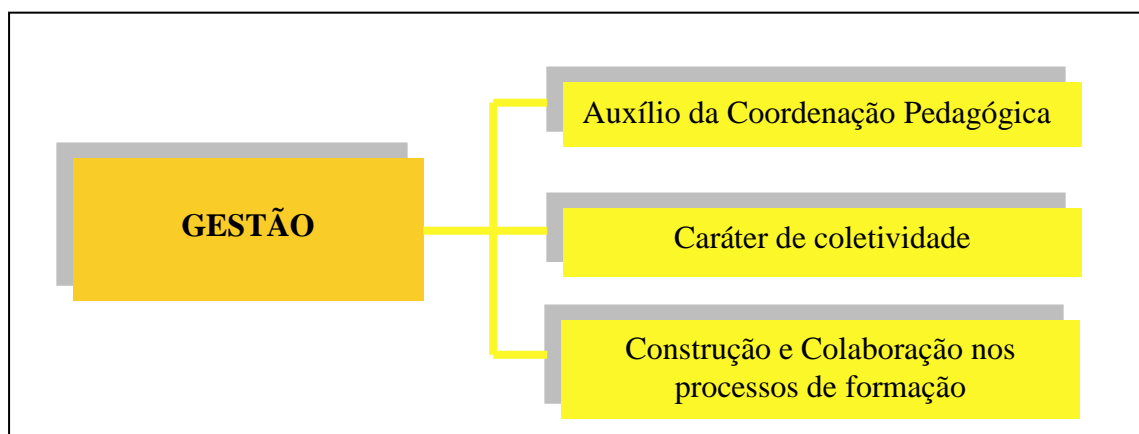 Auxílio da Coordenação Pedagógica
GESTÃO
Caráter de coletividade
Construção e Colaboração nos
processos de formação